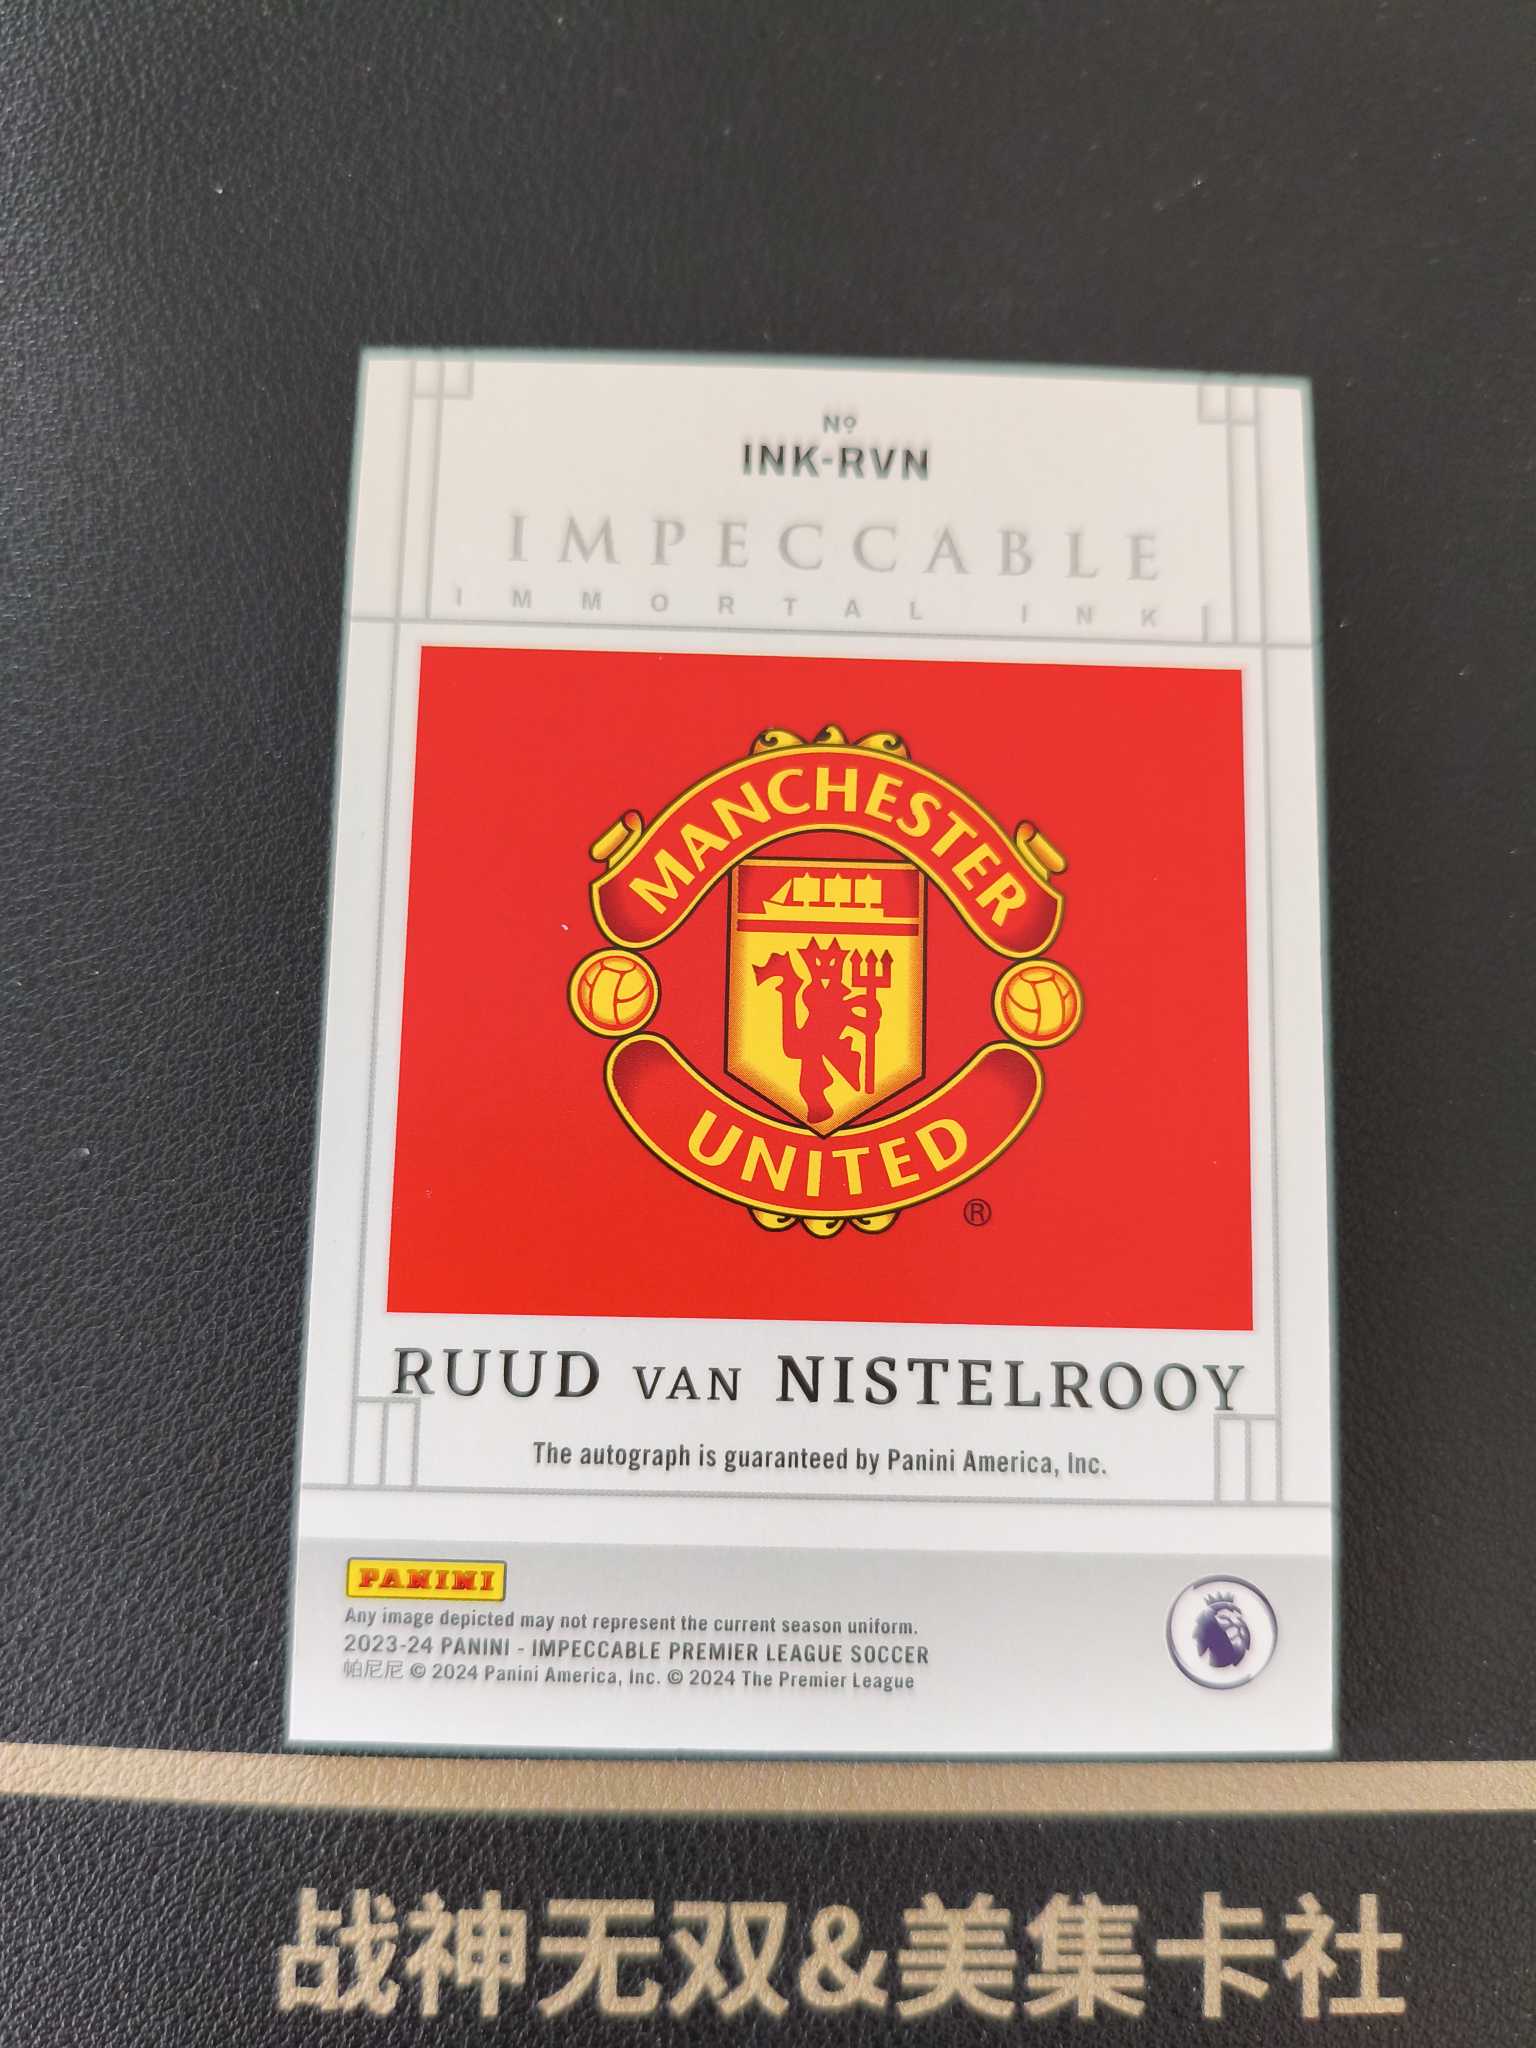 Nº
INK-RVN
IMPECCABLE
IMMORTAL INK
MANCHESTER
UNITED
®
RUUD VAN NISTELROOY
The autograph is guaranteed by Panini America, Inc.
PANINI
Any image depicted may not represent the current season uniform.
2023-24 PANINI - IMPECCABLE PREMIER LEAGUE SOCCER
帕尼尼 © 2024 Panini America, Inc. © 2024 The Premier League
战神无双&美集卡社